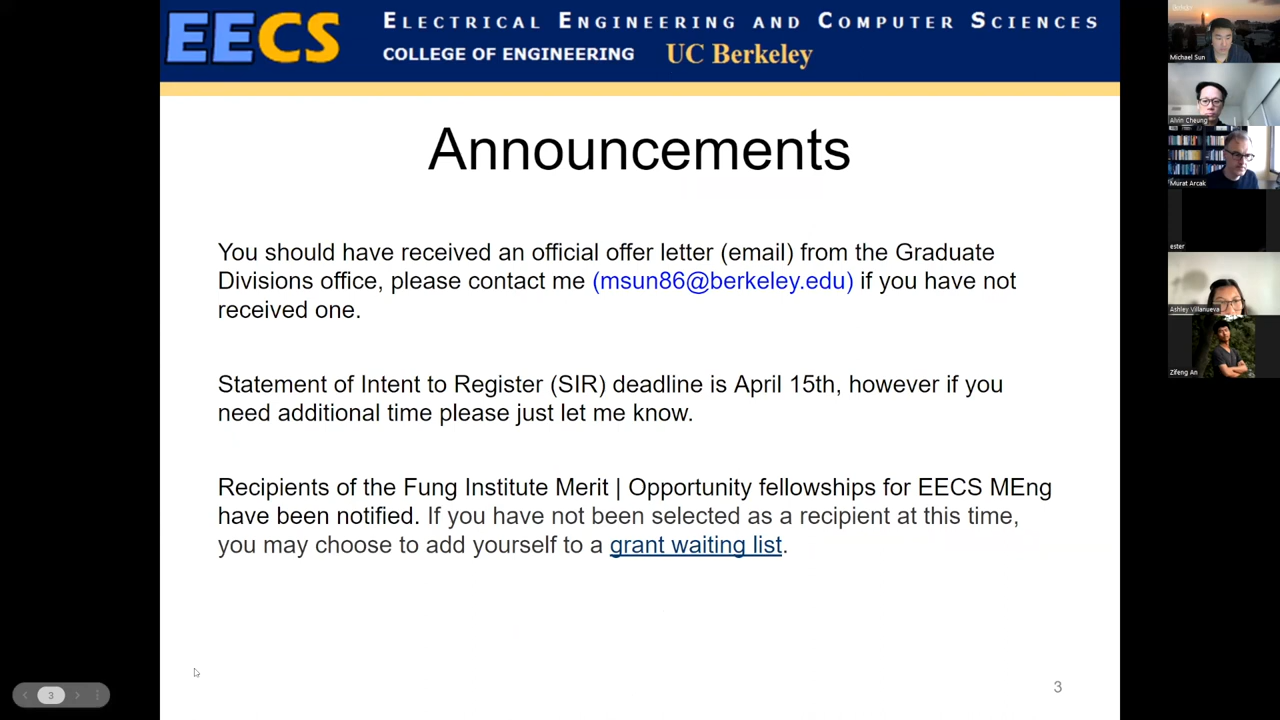 EECS
ELECTRICAL ENGINEERING AND COMPUTER SCIENCES
COLLEGE OF ENGINEERING UC Berkeley
Announcements
You should have received an official offer letter (email) from the Graduate
Divisions office, please contact me (msun86@berkeley.edu) if you have not
received one.
Statement of Intent to Register (SIR) deadline is April 15th, however if you
need additional time please just let me know.
Recipients of the Fung Institute Merit | Opportunity fellowships for EECS MEng
have been notified. If you have not been selected as a recipient at this time,
you may choose to add yourself to a grant waiting list.
3
3
Michael Sun
Alvin Cheung
Murat Arcak
ester
Ashley Villanueva
Zifeng An